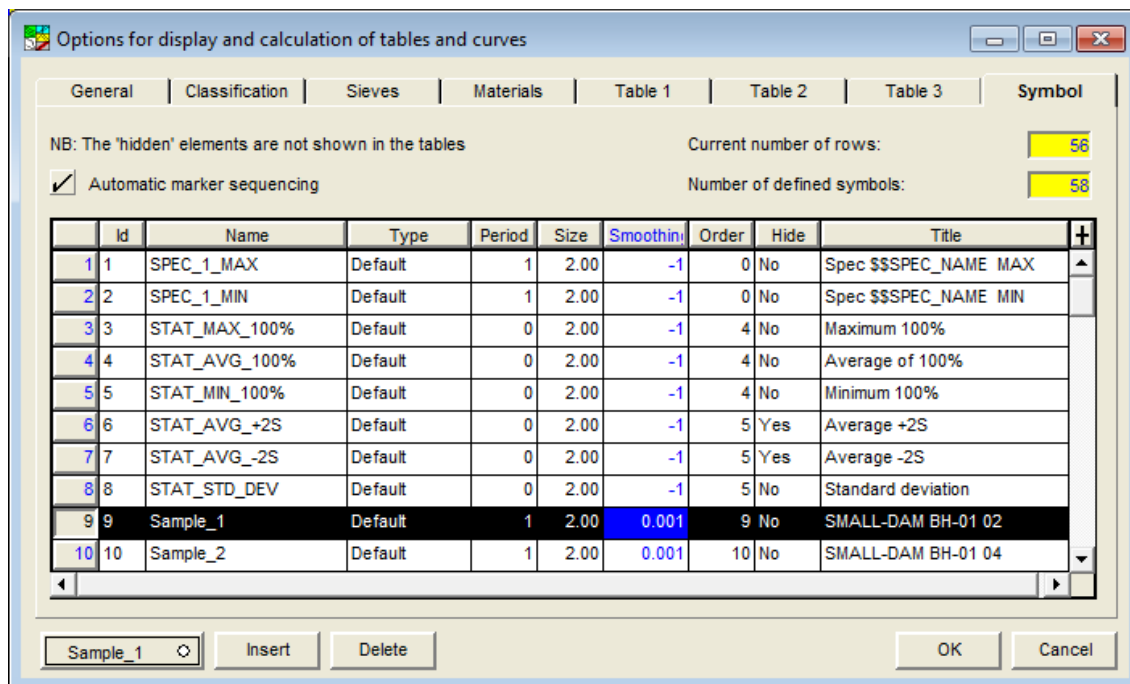 Options for display and calculation of tables and curves
General Classification Sieves Materials Table 1 Table 2 Table 3 Symbol
NB: The 'hidden' elements are not shown in the tables Current number of rows: 56
Automatic marker sequencing Number of defined symbols: 58
Id Name Type Period Size Smoothin Order Hide Title
1 1 SPEC_1_MAX Default 1 2.00 -1 0 No Spec $$SPEC_NAME MAX
2 2 SPEC_1_MIN Default 1 2.00 -1 0 No Spec $$SPEC_NAME MIN
3 3 STAT_MAX_100% Default 0 2.00 -1 4 No Maximum 100%
4 4 STAT_AVG_100% Default 0 2.00 -1 4 No Average of 100%
5 5 STAT_MIN_100% Default 0 2.00 -1 4 No Minimum 100%
6 6 STAT_AVG_+2S Default 0 2.00 -1 5 Yes Average +2S
7 7 STAT_AVG_-2S Default 0 2.00 -1 5 Yes Average -2S
8 8 STAT_STD_DEV Default 0 2.00 -1 5 No Standard deviation
9 9 Sample_1 Default 1 2.00 0.001 9 No SMALL-DAM BH-01 02
10 10 Sample_2 Default 1 2.00 0.001 10 No SMALL-DAM BH-01 04
Sample_1 Insert Delete OK Cancel